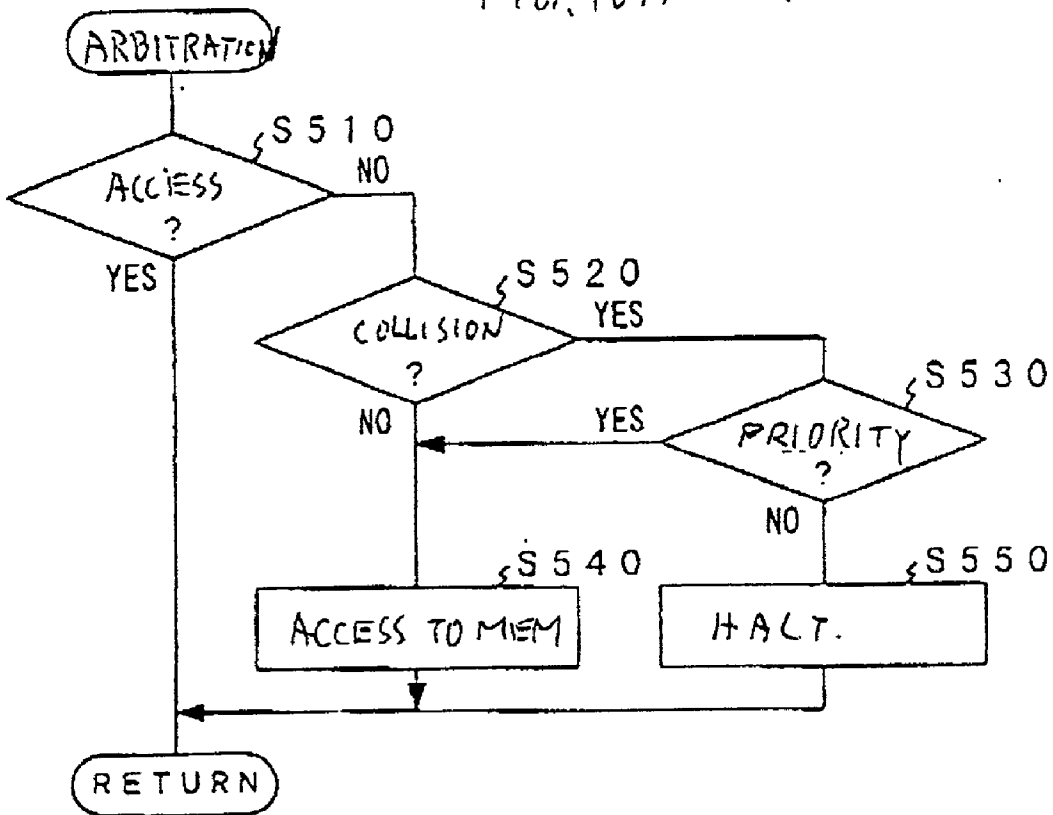 ARBITRATION
S510
ACCESS
?
NO
YES
S520
COLLISION
?
YES
NO
S530
PRIORITY
?
YES
NO
S540
ACCESS TO MEM
S550
HALT.
RETURN